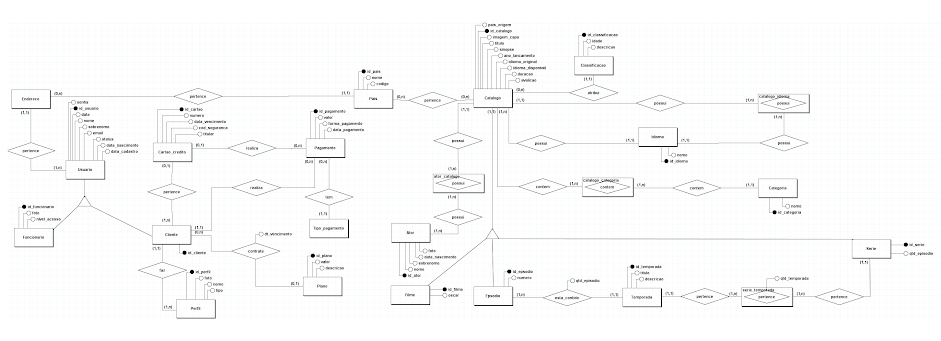 pais_origem
id_catalogo
imagem_capa
titulo
sinopse
ano_lancamento
idioma_original
idioma_disponivel
duracao
avaliacao
Catalogo
id_classificacao
idade
descricao
Classificacao
(1,1)
atribui
(0,n)
(1,n)
(1,1)
(1,1)
(1,1)
id_pais
nome
codigo
Pais
(1,1)
(0,n)
pertence
(0,n)
Endereco
(0,n)
pertence
(1,1)
pertence
(1,n)
senha
id_usuario
data
nome
sobrenome
email
status
data_nascimento
data_cadastro
Usuario
id_cartao
numero
data_vencimento
cod_seguranca
titular
Cartao_credito
(0,1)
(0,n)
realiza
(0,n)
id_pagamento
valor
forma_pagamento
data_pagamento
Pagamento
(0,n)
(0,n)
possui
(1,n)
catalogo_idioma
possui
(1,n)
possui
(1,n)
possui
(1,n)
Idioma
nome
id_idioma
possui
ator_catalogo
possui
(1,n)
possui
contem
(1,n)
catalogo_categoria
contem
(1,n)
contem
(1,n)
Categoria
nome
id_categoria
pertence
(0,1)
realiza
tem
(1,n)
Tipo_pagamento
id_funcionario
foto
nivel_acesso
Funcionario
Cliente
(1,1)
(0,n)
(1,1)
id_cliente
dt_vencimento
contrata
(0,n)
id_plano
valor
descricao
Plano
faz
(1,n)
id_perfil
foto
nome
tipo
Perfil
Ator
(1,n)
foto
data_nascimento
sobrenome
nome
id_ator
Filme
id_filme
oscar
Episodio
id_episodio
numero
(1,n)
qtd_episodio
esta_contido
(1,1)
id_temporada
titulo
descricao
Temporada
(1,1)
pertence
(1,n)
qtd_temporada
serie_temporada
pertence
(1,n)
pertence
Serie
(1,1)
id_serie
qtd_episodio